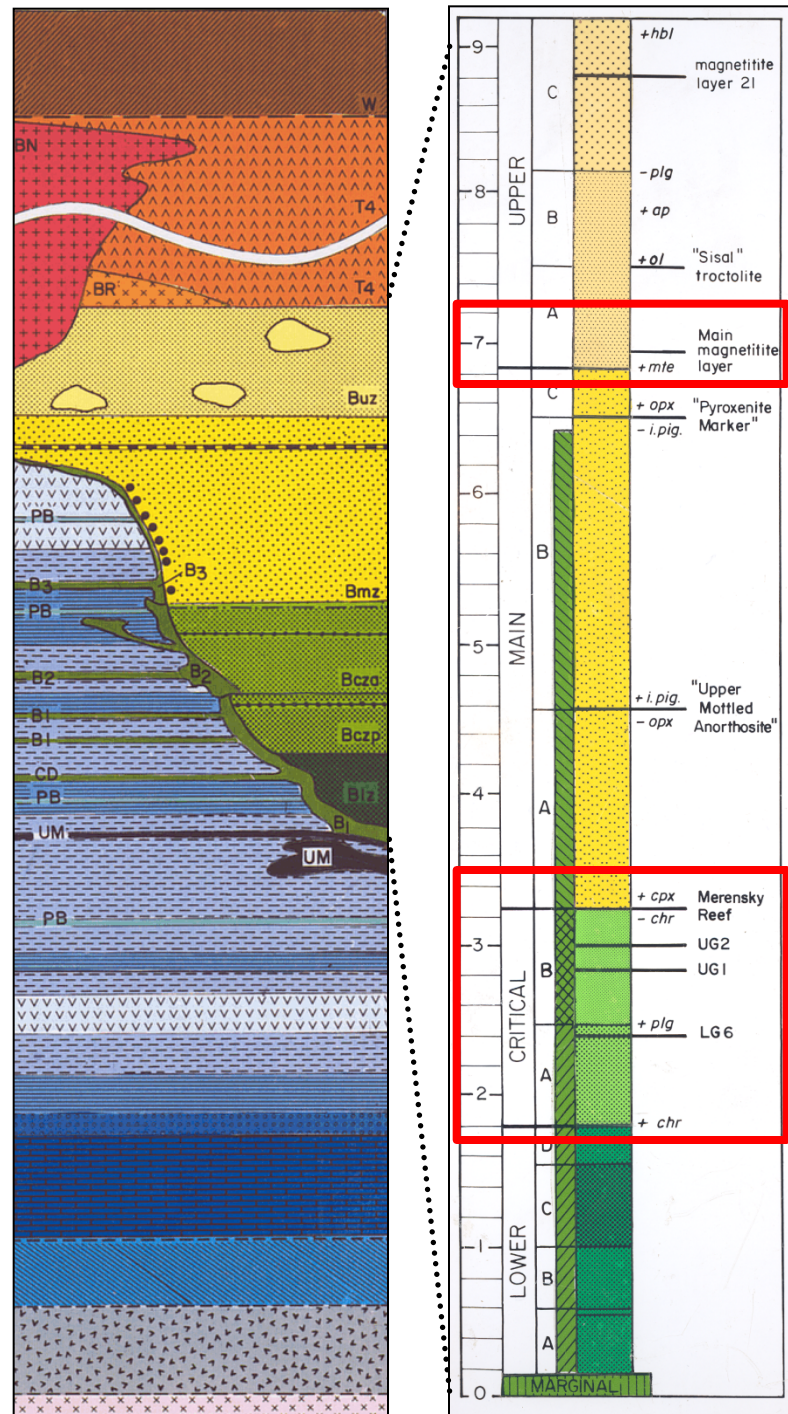 W
BN
T4
BR
T4
Buz
PB
B3
B3
PB
Bmz
B2
B2
Bcza
B1
B1
Bczp
CD
PB
Blz
B1
UM
UM
PB
9
+hbl
magnetitite
layer 21
C
UPPER
8
-plg
B
+ap
+ol
"Sisal"
troctolite
A
7
Main
magnetitite
layer
+mte
C
+ opx
- i.pig.
"Pyroxenite
Marker"
6
B
MAIN
5
+ i.pig.
- opx
"Upper
Mottled
Anorthosite"
4
A
+ cpx
- chr
Merensky
Reef
3
UG2
UG1
B
CRITICAL
+ plg
LG6
A
2
+ chr
D
C
LOWER
1
B
A
MARGINAL
0